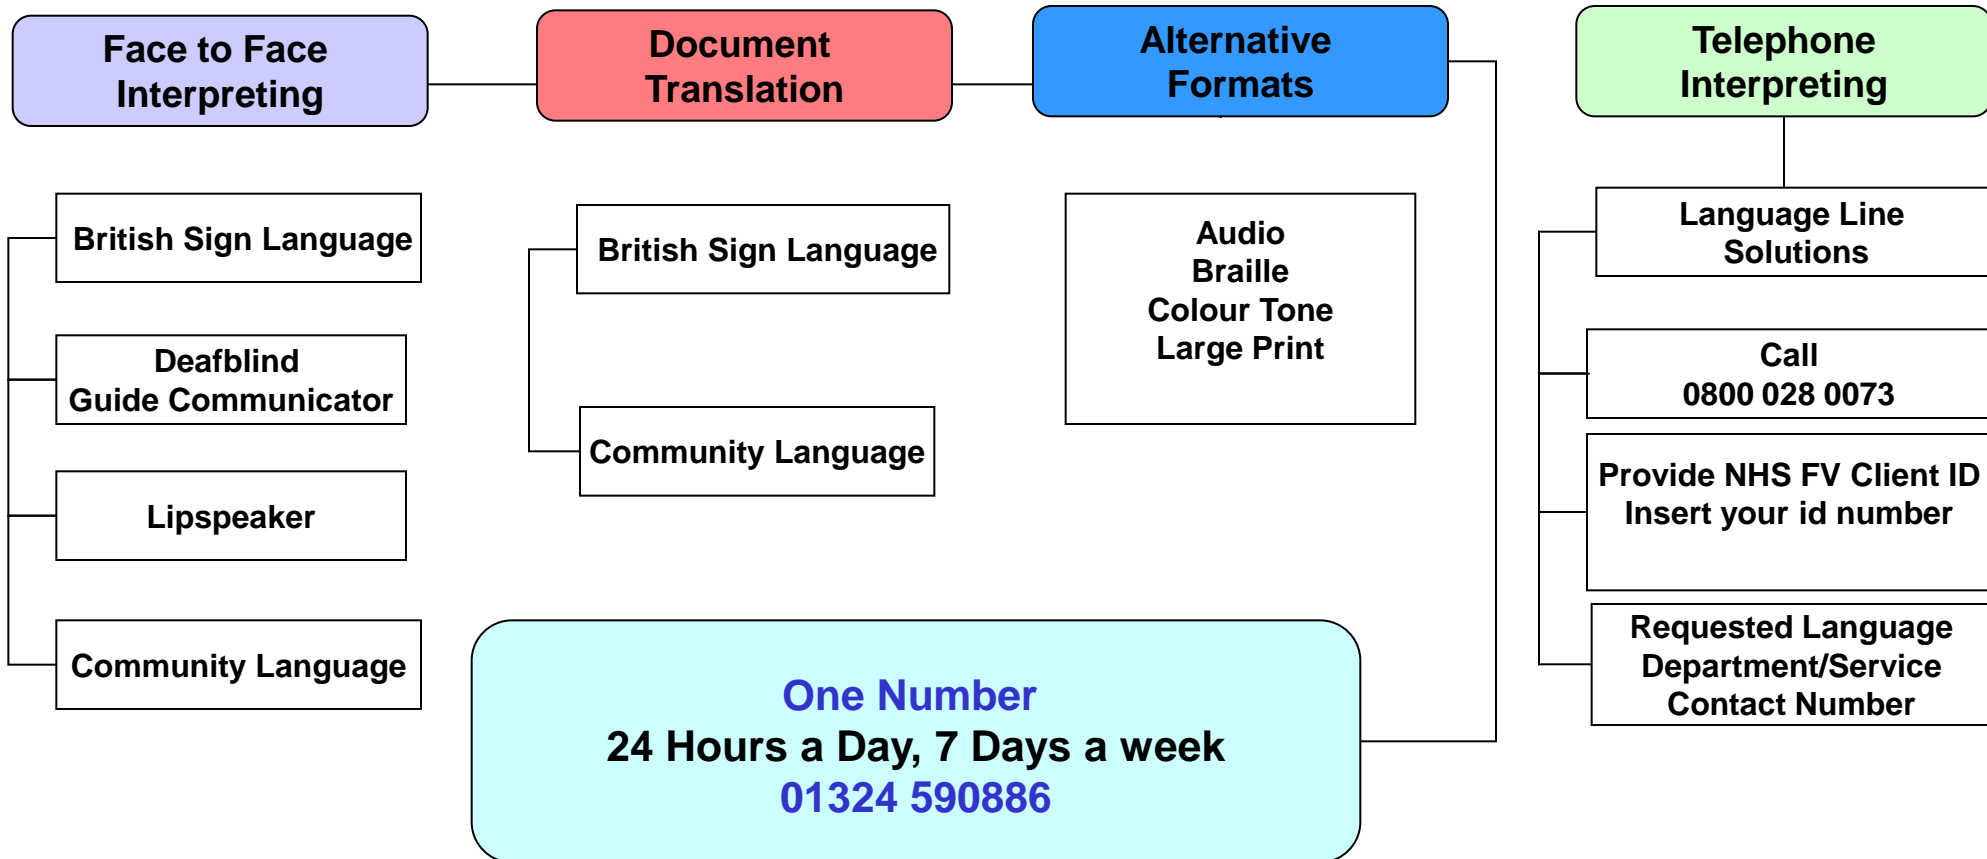 Face to Face
Interpreting
Document
Translation
Alternative
Formats
Telephone
Interpreting
British Sign Language
Deafblind
Guide Communicator
Lipspeaker
Community Language
British Sign Language
Community Language
Audio
Braille
Colour Tone
Large Print
Language Line
Solutions
Call
0800 028 0073
Provide NHS FV Client ID
Insert your id number
Requested Language
Department/Service
Contact Number
One Number
24 Hours a Day, 7 Days a week
01324 590886